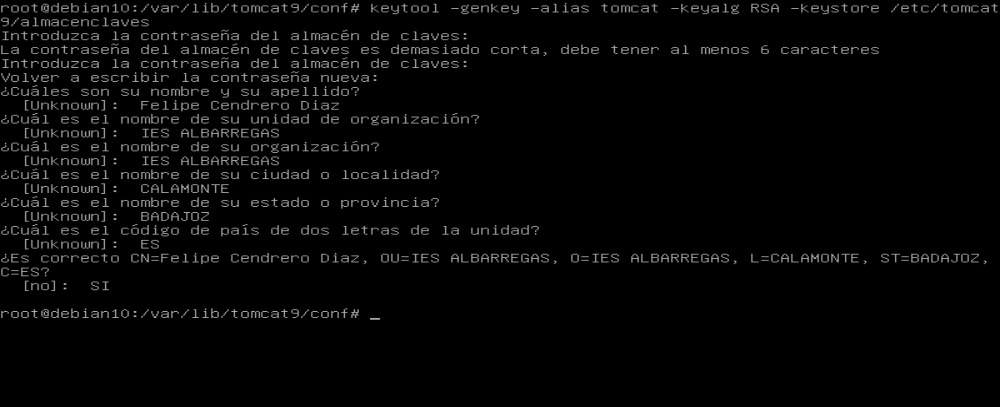 root@debian10:/var/lib/tomcat9/conf# keytool -genkey -alias tomcat -keyalg RSA -keystore /etc/tomcat
9/almacenclaves
Introduzca la contraseña del almacén de claves:
La contraseña del almacén de claves es demasiado corta, debe tener al menos 6 caracteres
Introduzca la contraseña del almacén de claves:
Volver a escribir la contraseña nueva:
¿Cuáles son su nombre y su apellido?
  [Unknown]:  Felipe Cendrero Diaz
¿Cuál es el nombre de su unidad de organización?
  [Unknown]:  IES ALBARREGAS
¿Cuál es el nombre de su organización?
  [Unknown]:  IES ALBARREGAS
¿Cuál es el nombre de su ciudad o localidad?
  [Unknown]:  CALAMONTE
¿Cuál es el nombre de su estado o provincia?
  [Unknown]:  BADAJOZ
¿Cuál es el código de país de dos letras de la unidad?
  [Unknown]:  ES
¿Es correcto CN=Felipe Cendrero Diaz, OU=IES ALBARREGAS, O=IES ALBARREGAS, L=CALAMONTE, ST=BADAJOZ,
C=ES?
  [no]:  SI
root@debian10:/var/lib/tomcat9/conf# _